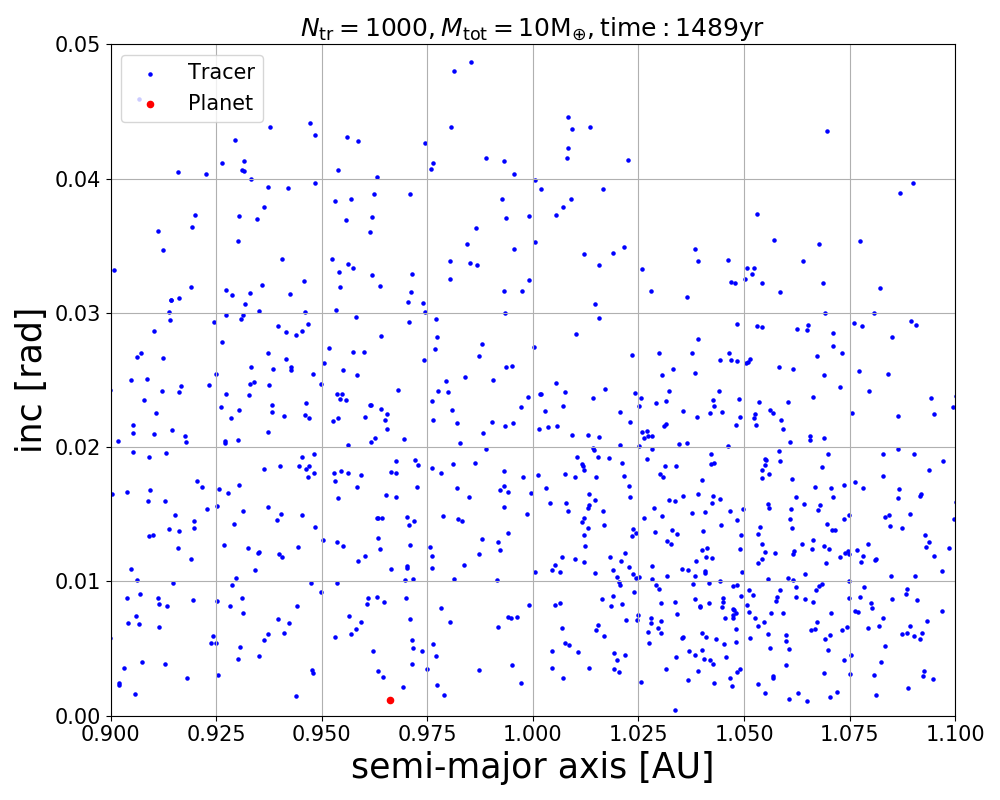 N_tr = 1000, M_tot = 10M_⊕, time : 1489yr
Tracer
Planet
inc [rad]
0.05
0.04
0.03
0.02
0.01
0.00
0.900 0.925 0.950 0.975 1.000 1.025 1.050 1.075 1.100
semi-major axis [AU]